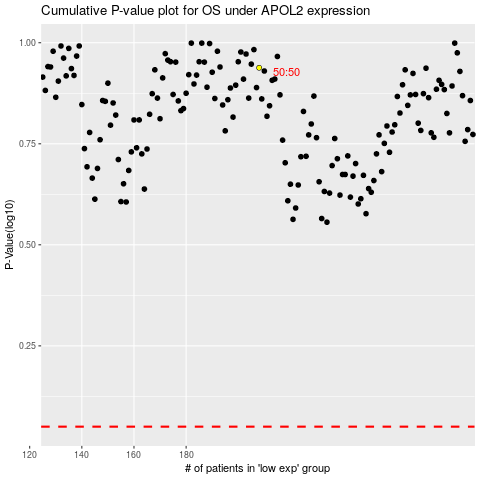 Cumulative P-value plot for OS under APOL2 expression
1.00
50:50
0.75
P-Value(log10)
0.50
0.25
120 140 160 180
# of patients in 'low exp' group